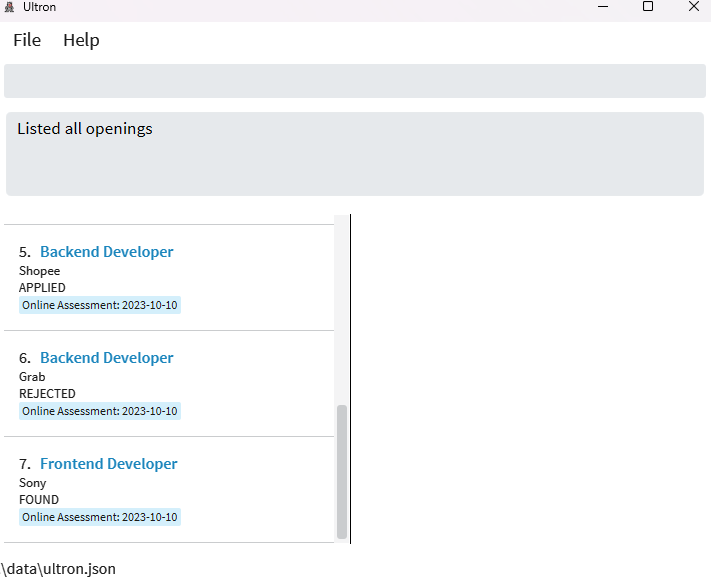 Ultron
File Help
Listed all openings
5. Backend Developer
Shopee
APPLIED
Online Assessment: 2023-10-10
6. Backend Developer
Grab
REJECTED
Online Assessment: 2023-10-10
7. Frontend Developer
Sony
FOUND
Online Assessment: 2023-10-10
\data\ultron.json